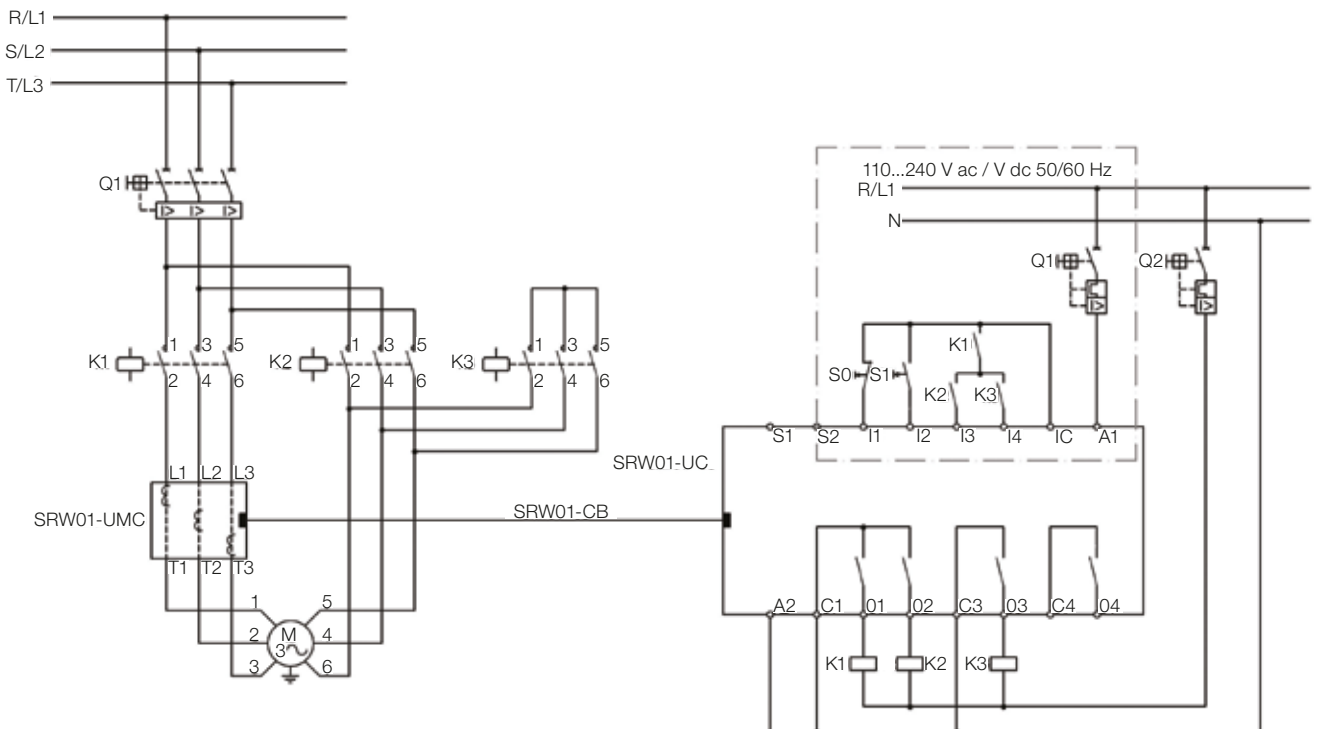 R/L1
S/L2
T/L3
Q1
110...240 V ac / V dc 50/60 Hz
R/L1
N
Q1 Q2
K1 1 3 5 K2 1 3 5 K3 1 3 5
2 4 6 2 4 6 2 4 6
K1
S0 S1
K2 K3
S1 S2 I1 I2 I3 I4 IC A1
SRW01-UC
L1 L2 L3
SRW01-UMC
SRW01-CB
T1 T2 T3
A2 C1 01 02 C3 03 C4 04
1 5
2 M 4
3
3 6
K1 K2 K3